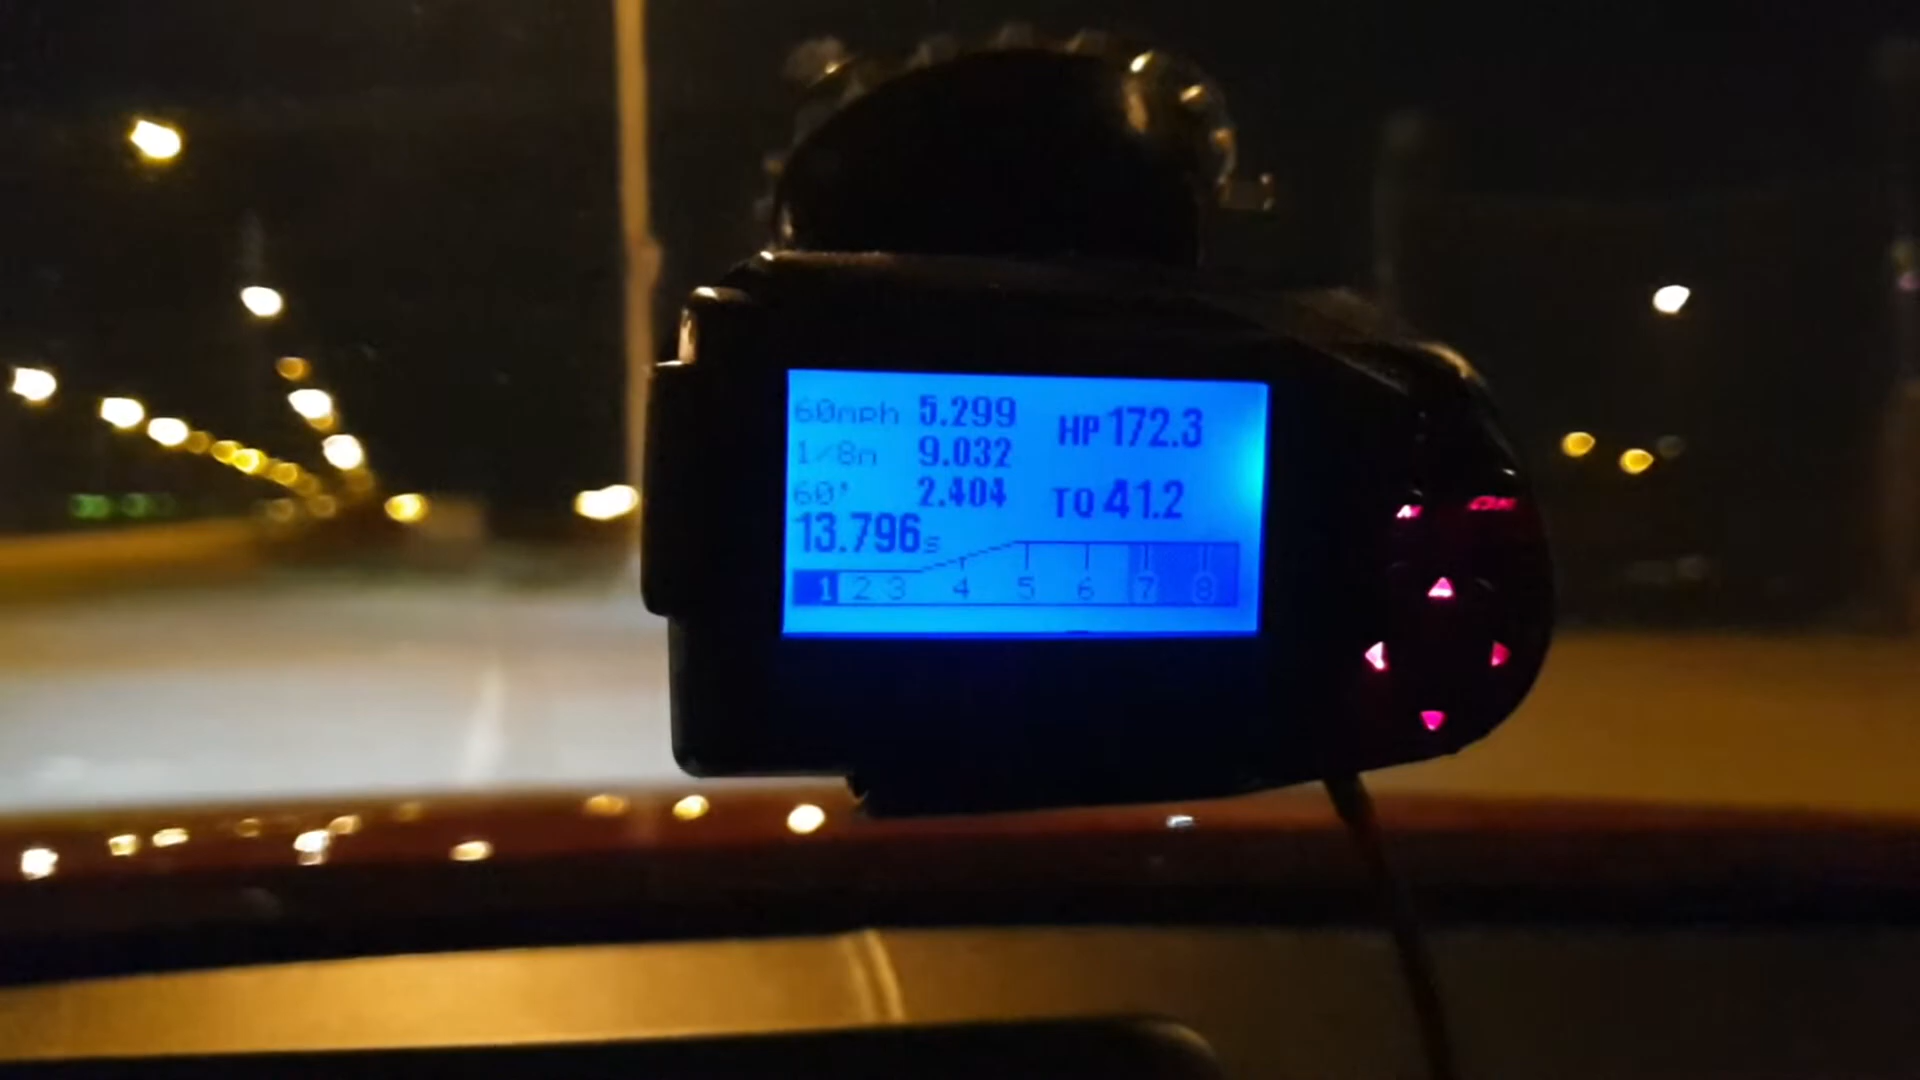 60mph 5.299
1/8m 9.032
60' 2.404
13.796s
HP 172.3
TQ 41.2
1 2 3 4 5 6 7 8